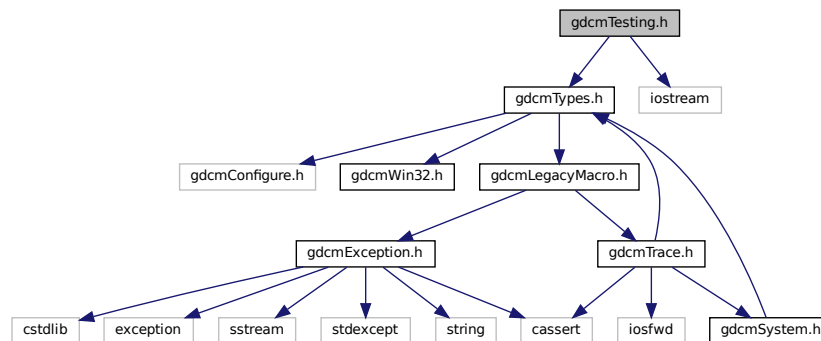 gdcmTesting.h
gdcmTypes.h
iostream
gdcmConfigure.h
gdcmWin32.h
gdcmLegacyMacro.h
gdcmException.h
gdcmTrace.h
cstdlib
exception
sstream
stdexcept
string
cassert
iosfwd
gdcmSystem.h